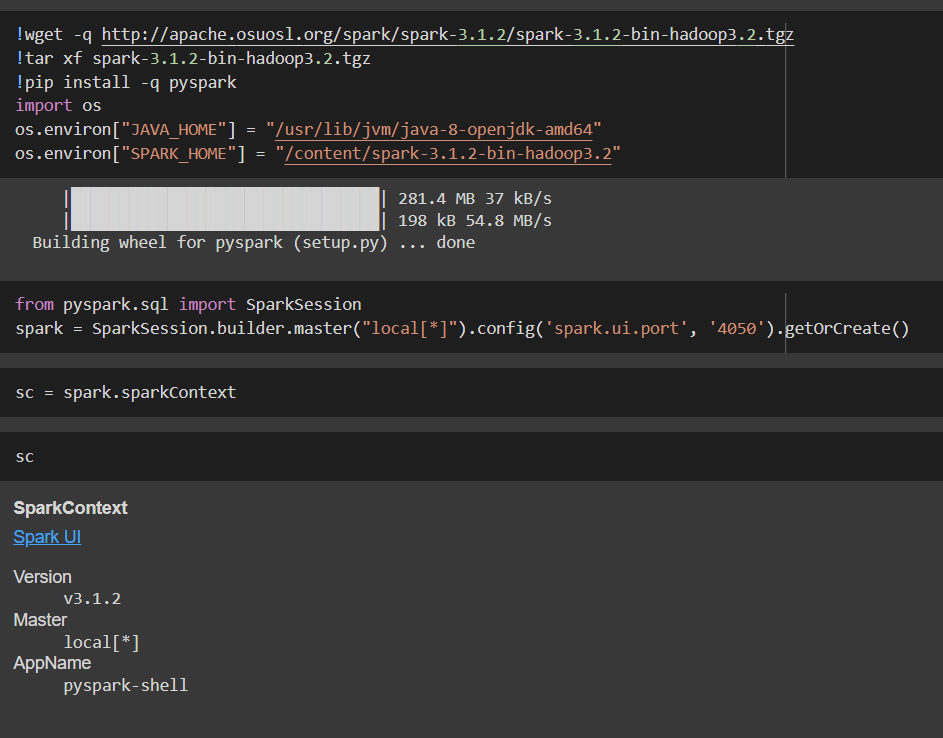 !wget -q http://apache.osuosl.org/spark/spark-3.1.2/spark-3.1.2-bin-hadoop3.2.tgz
!tar xf spark-3.1.2-bin-hadoop3.2.tgz
!pip install -q pyspark
import os
os.environ["JAVA_HOME"] = "/usr/lib/jvm/java-8-openjdk-amd64"
os.environ["SPARK_HOME"] = "/content/spark-3.1.2-bin-hadoop3.2"
| 281.4 MB 37 kB/s
| 198 kB 54.8 MB/s
Building wheel for pyspark (setup.py) ... done
from pyspark.sql import SparkSession
spark = SparkSession.builder.master("local[*]").config('spark.ui.port', '4050').getOrCreate()
sc = spark.sparkContext
sc
SparkContext
Spark UI
Version
v3.1.2
Master
local[*]
AppName
pyspark-shell